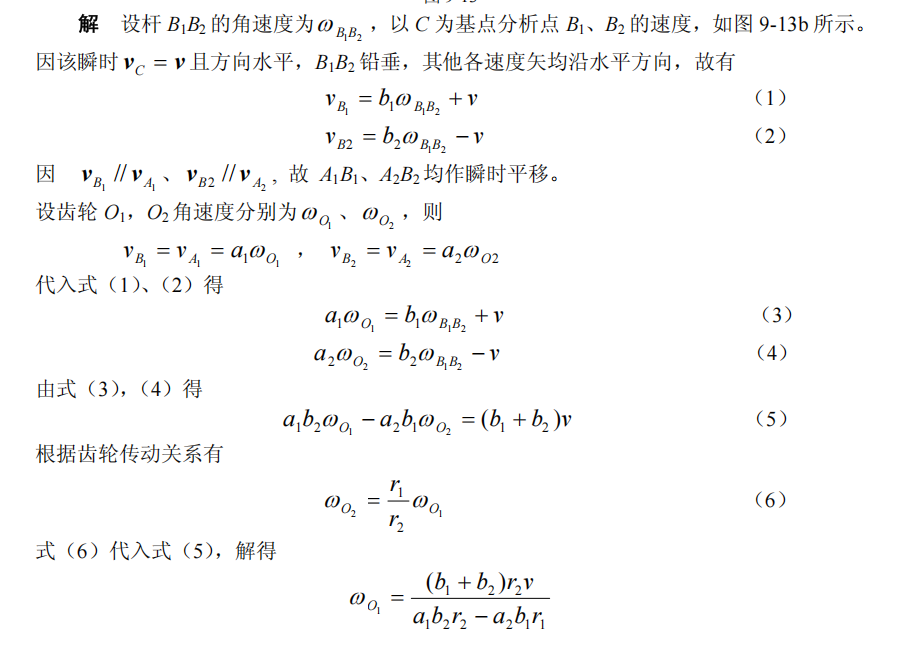 解 设杆 B₁B₂ 的角速度为 ω_{B₁B₂}，以 C 为基点分析点 B₁、B₂ 的速度，如图 9-13b 所示。
因该瞬时 v_C = v 且方向水平，B₁B₂ 铅垂，其他各速度矢均沿水平方向，故有
v_{B₁} = b₁ω_{B₁B₂} + v （1）
v_{B2} = b₂ω_{B₁B₂} − v （2）
因 v_{B₁} // v_{A₁}、v_{B2} // v_{A₂}, 故 A₁B₁、A₂B₂ 均作瞬时平移。
设齿轮 O₁，O₂ 角速度分别为 ω_{O₁}、ω_{O₂}，则
v_{B₁} = v_{A₁} = a₁ω_{O₁} ， v_{B₂} = v_{A₂} = a₂ω_{O2}
代入式（1）、（2）得
a₁ω_{O₁} = b₁ω_{B₁B₂} + v （3）
a₂ω_{O₂} = b₂ω_{B₁B₂} − v （4）
由式（3），（4）得
a₁b₂ω_{O₁} − a₂b₁ω_{O₂} = (b₁ + b₂)v （5）
根据齿轮传动关系有
ω_{O₂} = \frac{r₁}{r₂} ω_{O₁} （6）
式（6）代入式（5），解得
ω_{O₁} = \frac{(b₁ + b₂)r₂v}{a₁b₂r₂ − a₂b₁r₁}